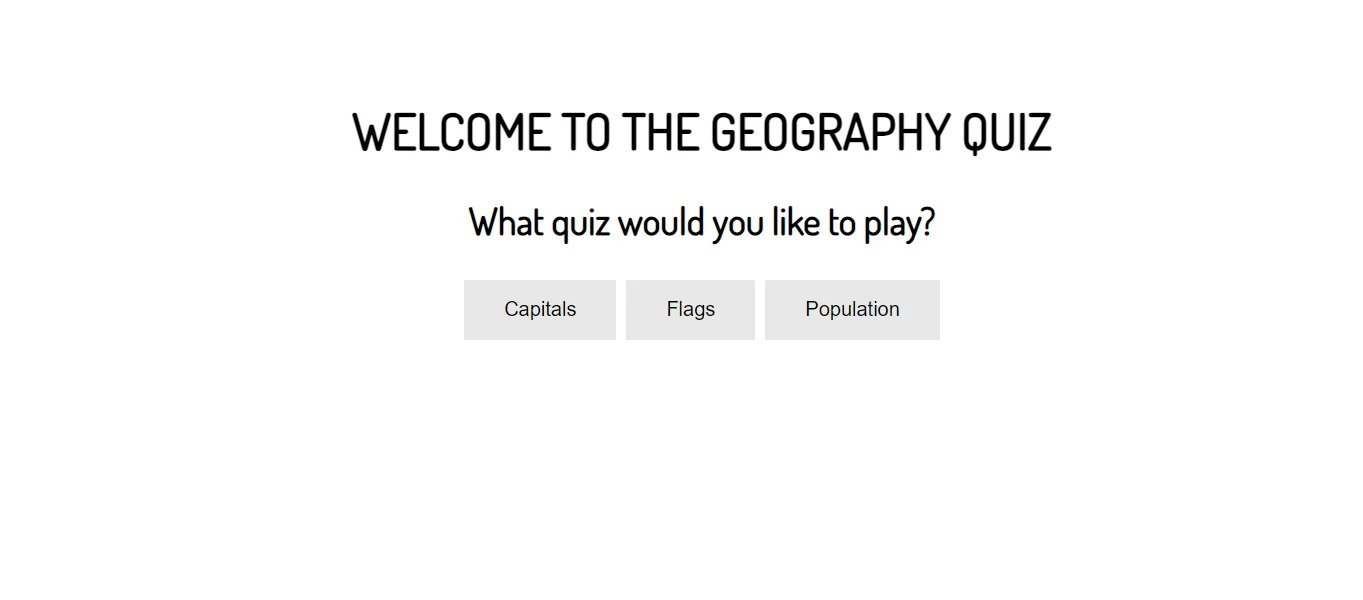 WELCOME TO THE GEOGRAPHY QUIZ
What quiz would you like to play?
Capitals Flags Population